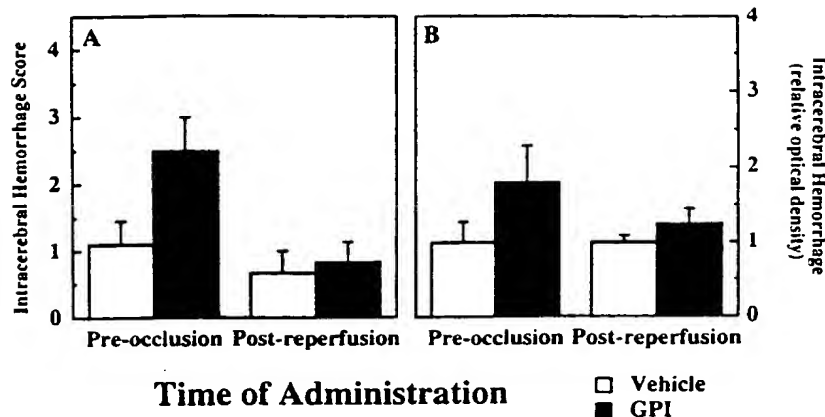 A
Intracerebral Hemorrhage Score
4
3
2
1
0
Pre-occlusion Post-reperfusion
B
4
3
2
1
0
Intracerebral Hemorrhage
(relative optical density)
Pre-occlusion Post-reperfusion
Time of Administration
Vehicle
GPI